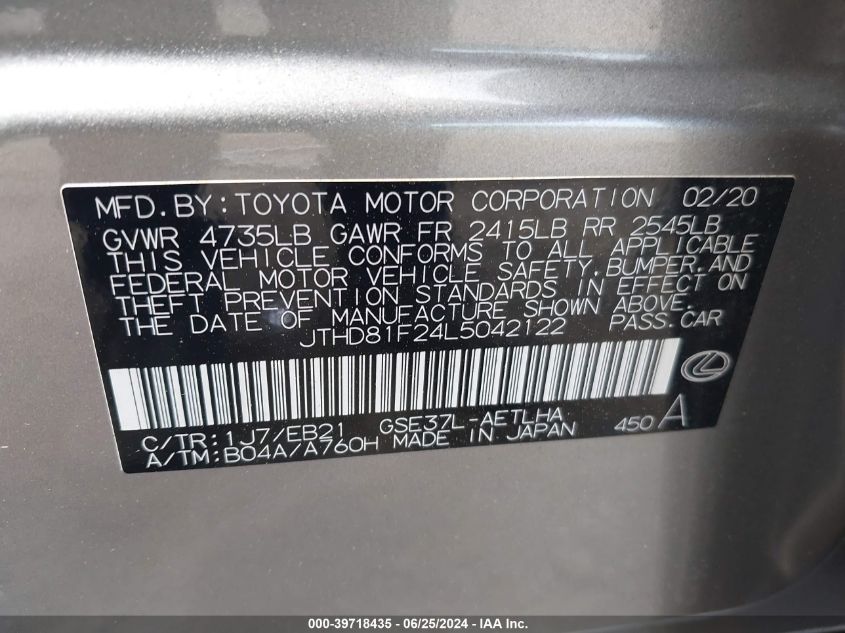 MFD. BY: TOYOTA MOTOR CORPORATION 02/20
GVWR 4735LB GAWR FR 2415LB RR 2545LB
THIS VEHICLE CONFORMS TO ALL APPLICABLE
FEDERAL MOTOR VEHICLE SAFETY, BUMPER, AND
THEFT PREVENTION STANDARDS IN EFFECT ON
THE DATE OF MANUFACTURE SHOWN ABOVE.
JTHD81F24L5042122 PASS. CAR
C/TR: 1J7/EB21 GSE37L-AETLHA
A/TM: B04A/A760H MADE IN JAPAN 450 A
000-39718435 - 06/25/2024 - IAA Inc.